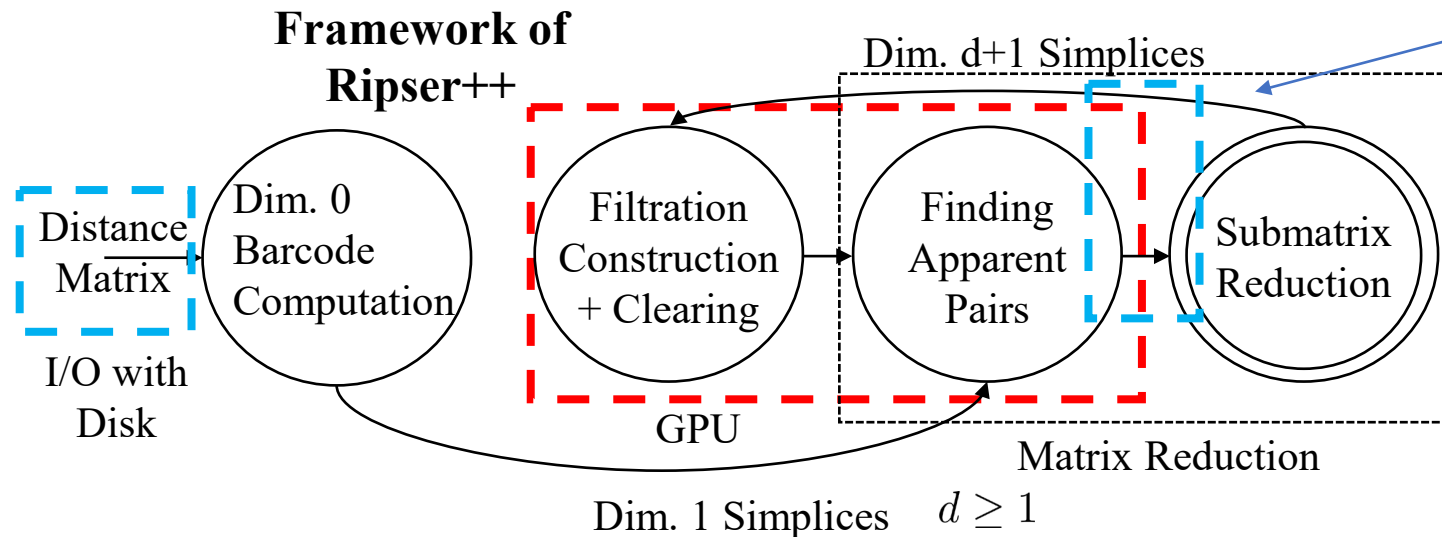 Framework of
Ripser++
Dim. d+1 Simplices
Distance
Matrix
I/O with
Disk
Dim. 0
Barcode
Computation
Filtration
Construction
+ Clearing
Finding
Apparent
Pairs
Submatrix
Reduction
GPU
Matrix Reduction
Dim. 1 Simplices
d ≥ 1